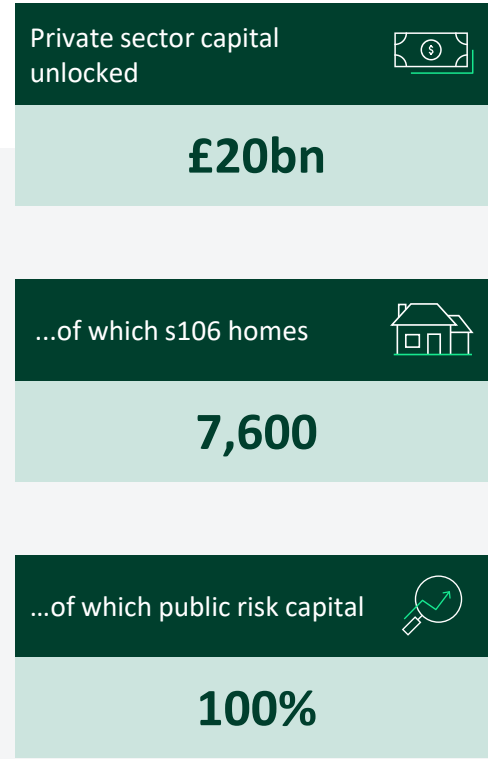 Private sector capital
unlocked
£20bn
...of which s106 homes
7,600
...of which public risk capital
100%